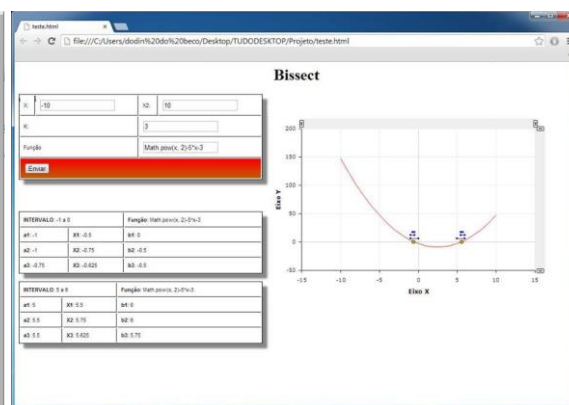 teste.html
file:///C:/Users/dodin%20do%20beco/Desktop/TUDODESKTOP/Projeto/teste.html
Bissect
X: -10 X2: 10
K: 3
Função Math.pow(x, 2)-5*x-3
Enviar
INTERVALO: -1 a 0 Função: Math.pow(x, 2)-5*x-3
a1: -1 X1: -0.5 b1: 0
a2: -1 X2: -0.75 b2: -0.5
a3: -0.75 X3: -0.625 b3: -0.5
INTERVALO: 5 a 6 Função: Math.pow(x, 2)-5*x-3
a1: 5 X1: 5.5 b1: 6
a2: 5.5 X2: 5.75 b2: 6
a3: 5.5 X3: 5.625 b3: 5.75
200
150
100
50
0
-50
-15 -10 -5 0 5 10 15
Eixo Y
Eixo X